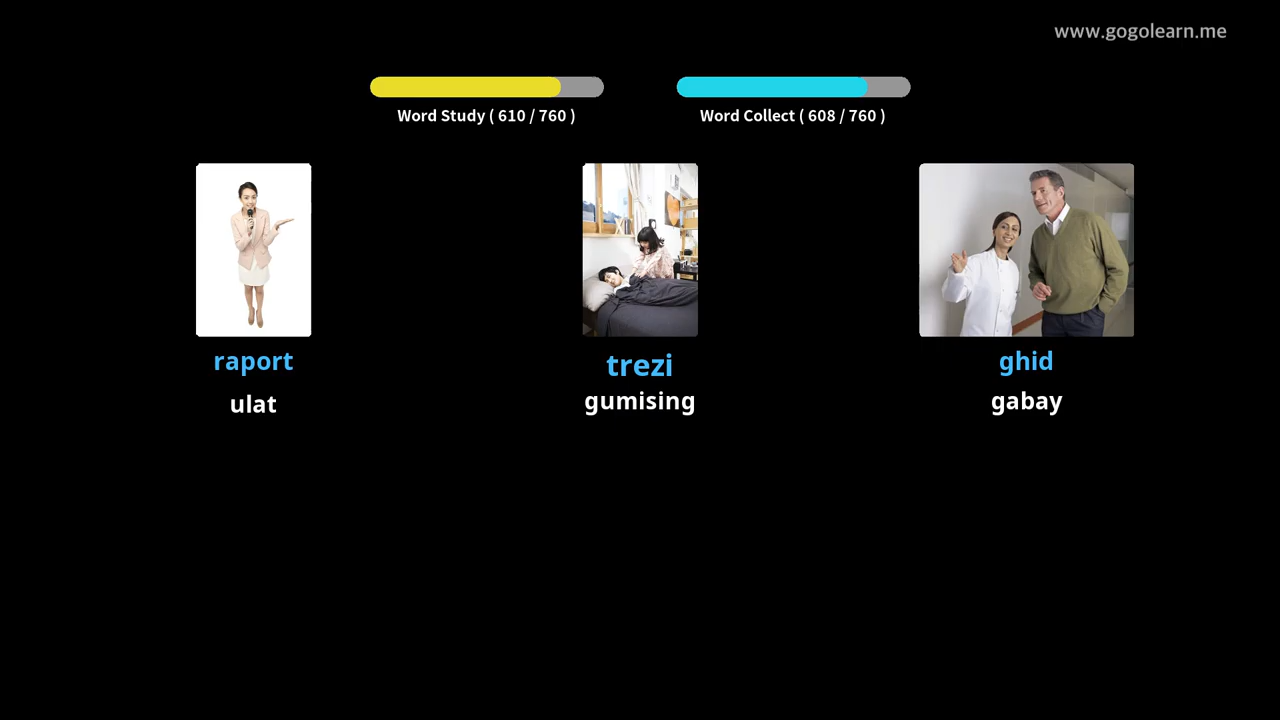 www.gogolearn.me
Word Study ( 610 / 760 )
Word Collect ( 608 / 760 )
raport
ulat
trezi
gumising
ghid
gabay